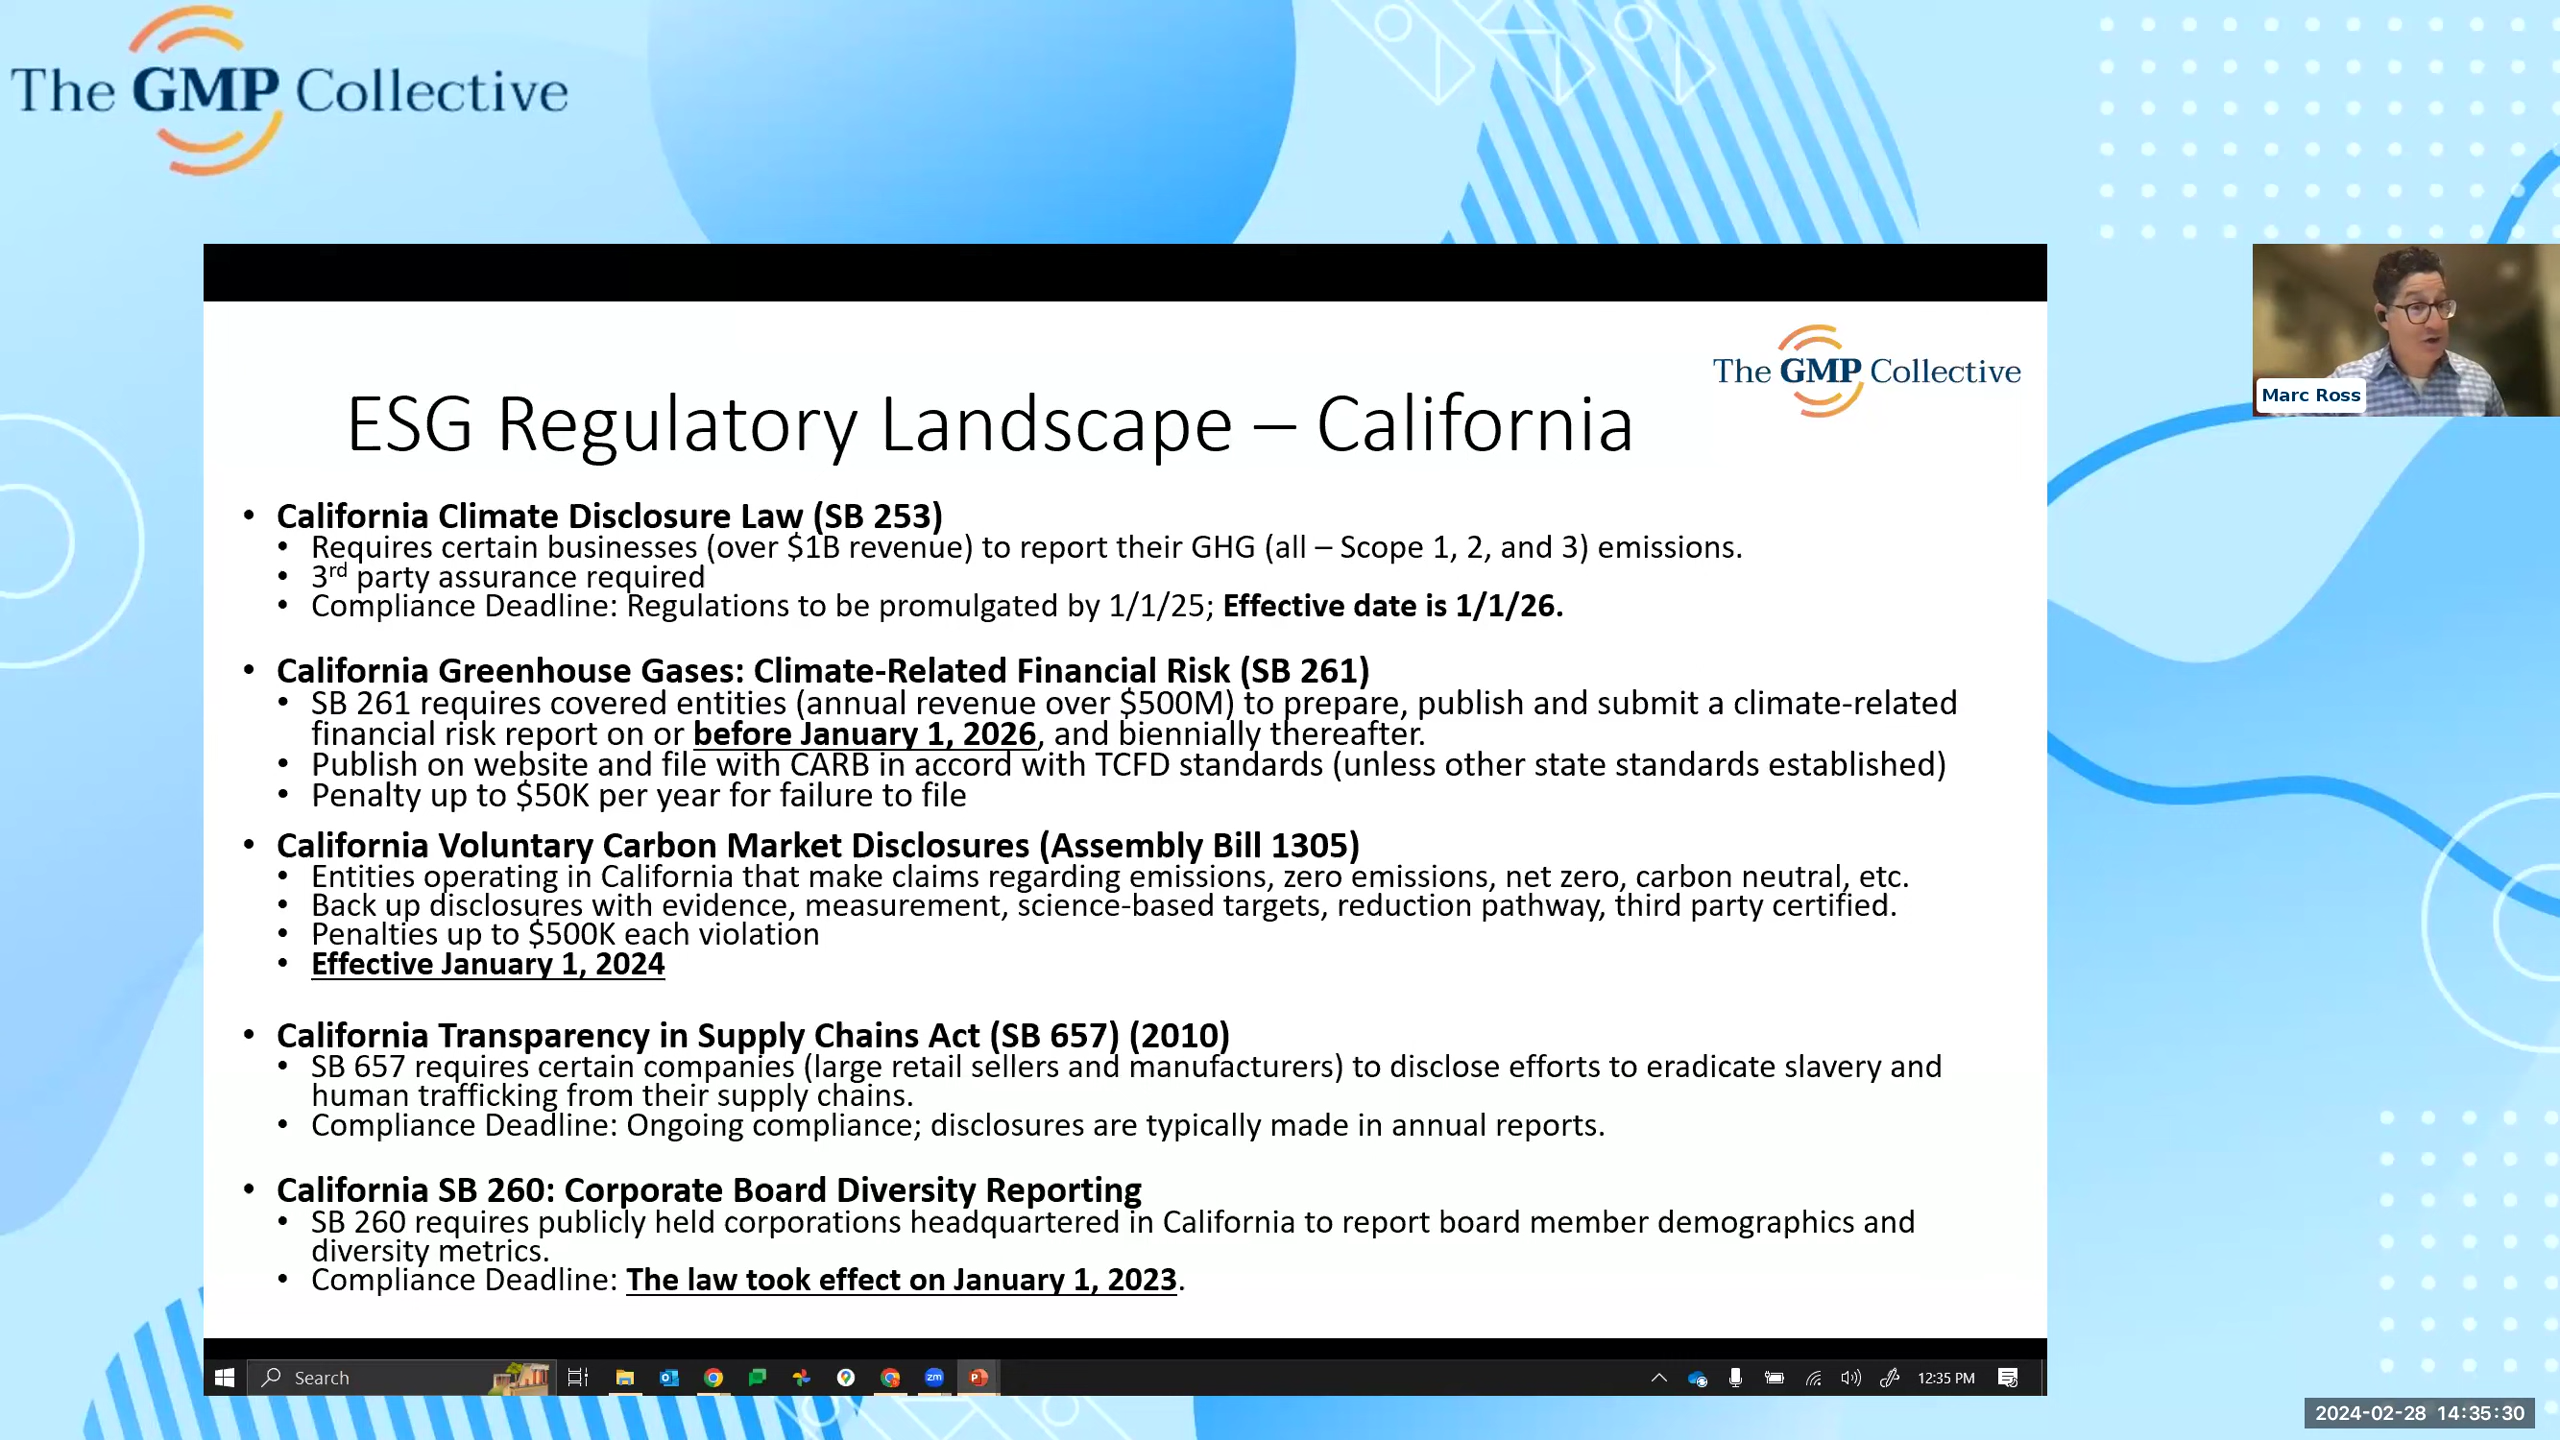 The GMP Collective
The GMP Collective
Marc Ross
ESG Regulatory Landscape – California
• California Climate Disclosure Law (SB 253)
• Requires certain businesses (over $1B revenue) to report their GHG (all – Scope 1, 2, and 3) emissions.
• 3rd party assurance required
• Compliance Deadline: Regulations to be promulgated by 1/1/25; Effective date is 1/1/26.
• California Greenhouse Gases: Climate-Related Financial Risk (SB 261)
• SB 261 requires covered entities (annual revenue over $500M) to prepare, publish and submit a climate-related
financial risk report on or before January 1, 2026, and biennially thereafter.
• Publish on website and file with CARB in accord with TCFD standards (unless other state standards established)
• Penalty up to $50K per year for failure to file
• California Voluntary Carbon Market Disclosures (Assembly Bill 1305)
• Entities operating in California that make claims regarding emissions, zero emissions, net zero, carbon neutral, etc.
• Back up disclosures with evidence, measurement, science-based targets, reduction pathway, third party certified.
• Penalties up to $500K each violation
• Effective January 1, 2024
• California Transparency in Supply Chains Act (SB 657) (2010)
• SB 657 requires certain companies (large retail sellers and manufacturers) to disclose efforts to eradicate slavery and
human trafficking from their supply chains.
• Compliance Deadline: Ongoing compliance; disclosures are typically made in annual reports.
• California SB 260: Corporate Board Diversity Reporting
• SB 260 requires publicly held corporations headquartered in California to report board member demographics and
diversity metrics.
• Compliance Deadline: The law took effect on January 1, 2023.
Search
zm
12:35 PM
2024-02-28 14:35:30